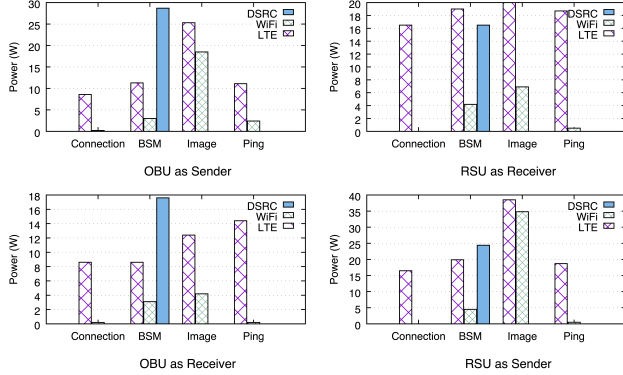 30
25
20
15
10
5
0
Power (W)
DSRC
WiFi
LTE
Connection BSM Image Ping
OBU as Sender
20
18
16
14
12
10
8
6
4
2
0
Power (W)
DSRC
WiFi
LTE
Connection BSM Image Ping
RSU as Receiver
18
16
14
12
10
8
6
4
2
0
Power (W)
DSRC
WiFi
LTE
Connection BSM Image Ping
OBU as Receiver
40
35
30
25
20
15
10
5
0
Power (W)
DSRC
WiFi
LTE
Connection BSM Image Ping
RSU as Sender